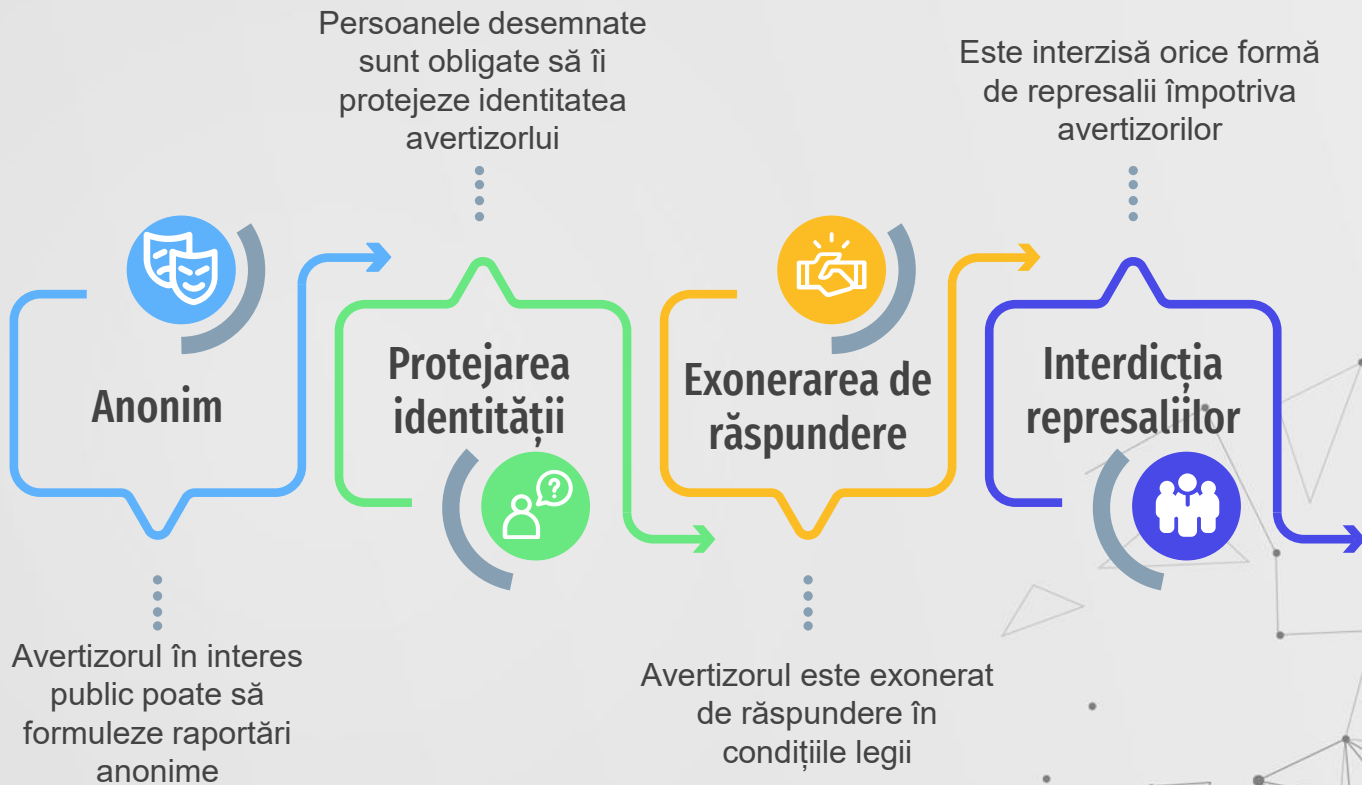 Persoanele desemnate
sunt obligate să îi
protejeze identitatea
avertizorlui
Este interzisă orice formă
de represalii împotriva
avertizorilor
Anonim
Protejarea
identității
Exonerarea de
răspundere
Interdicția
represaliilor
?
Avertizorul în interes
public poate să
formuleze raportări
anonime
Avertizorul este exonerat
de răspundere în
condițiile legii